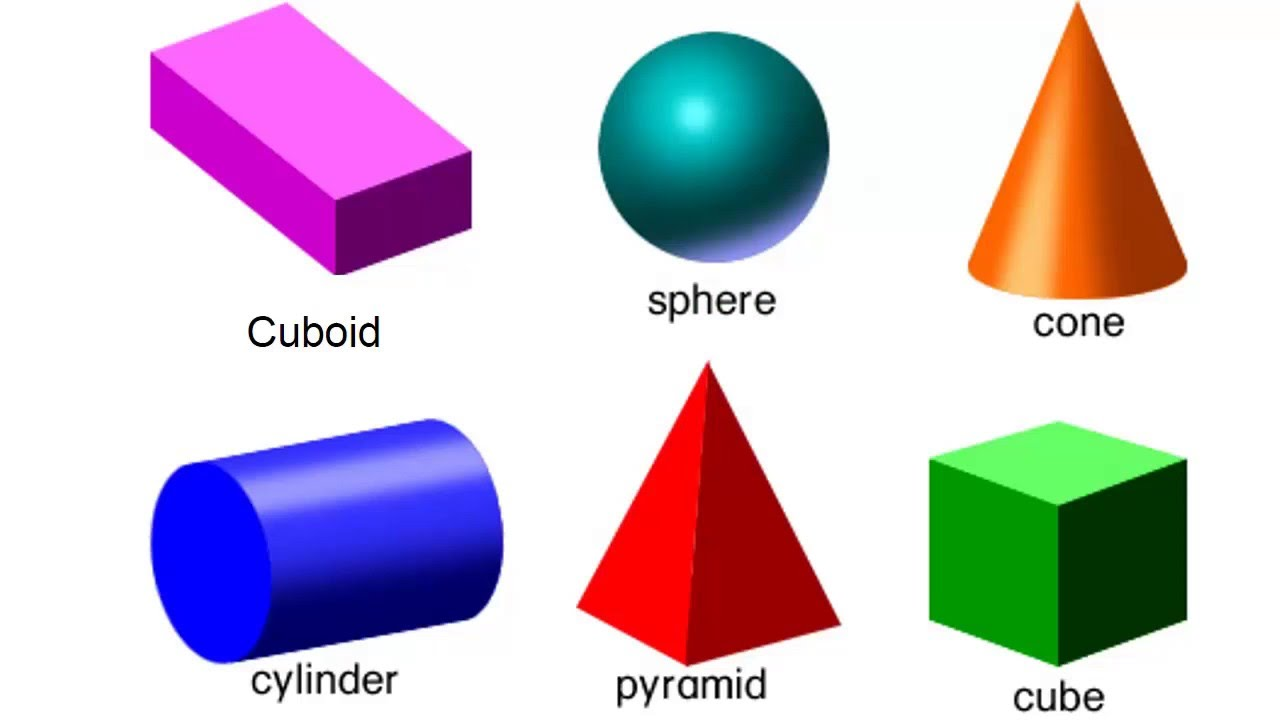 Cuboid
sphere
cone
cylinder
pyramid
cube